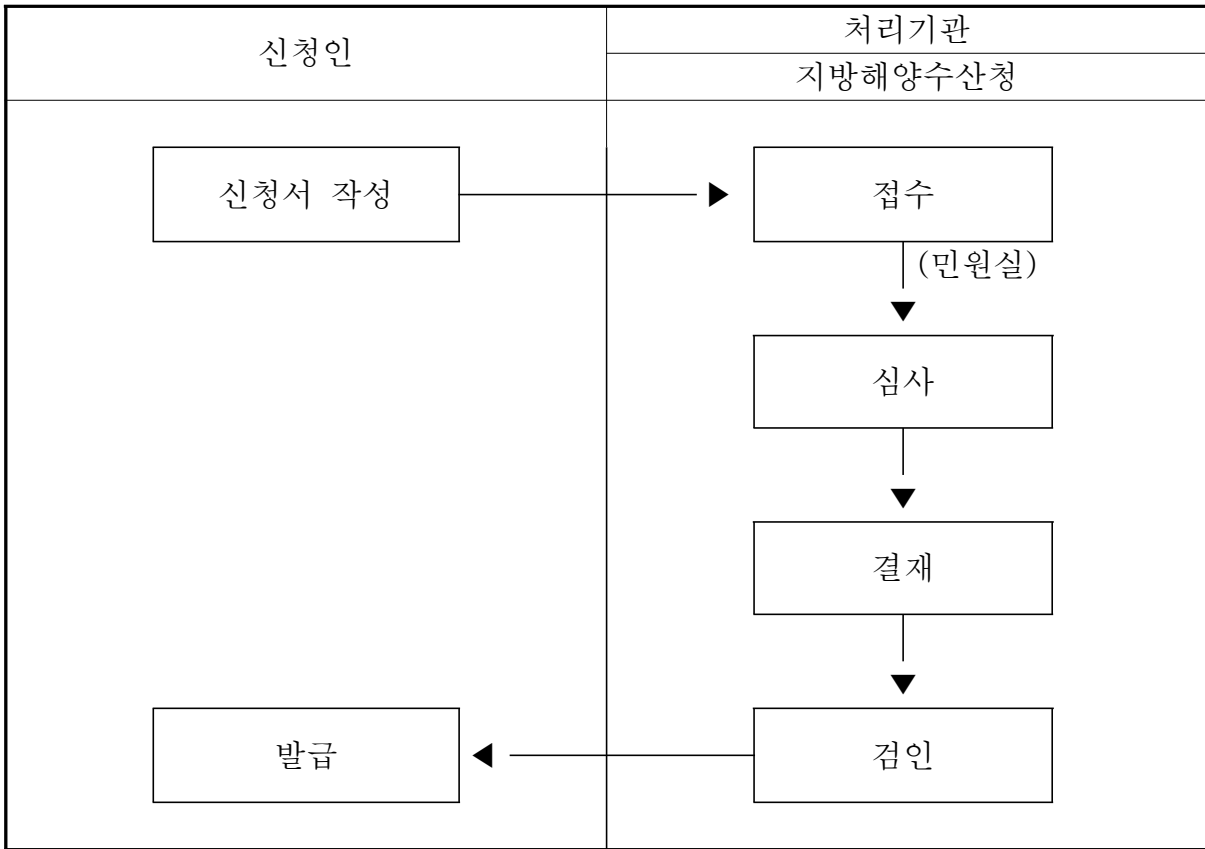 신청인
처리기관
지방해양수산청
신청서 작성
접수
(민원실)
심사
결재
발급
검인